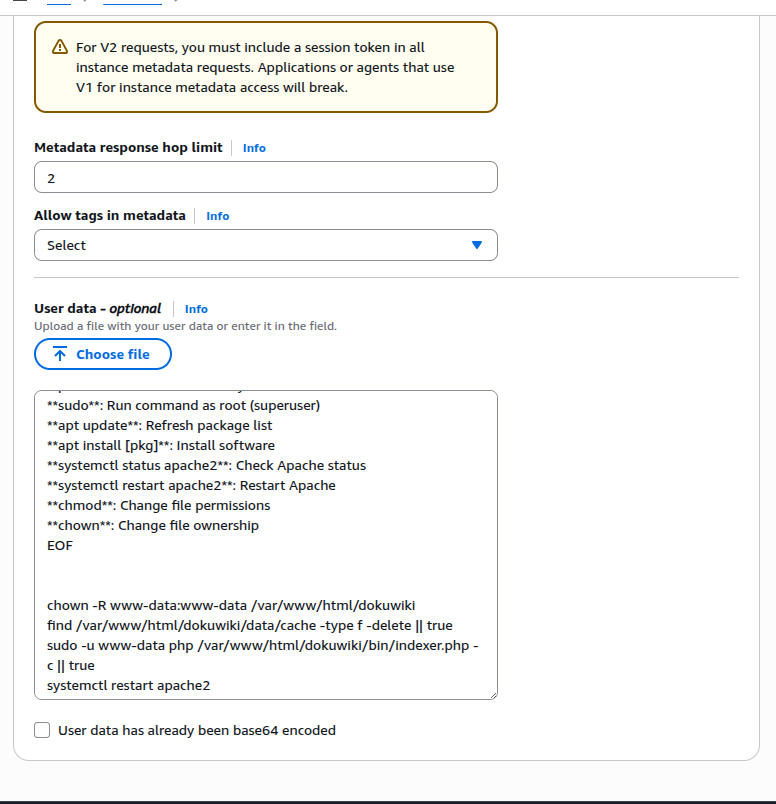 For V2 requests, you must include a session token in all
instance metadata requests. Applications or agents that use
V1 for instance metadata access will break.
Metadata response hop limit
Info
2
Allow tags in metadata
Info
Select
User data – optional
Info
Upload a file with your user data or enter it in the field.
Choose file
**sudo**: Run command as root (superuser)
**apt update**: Refresh package list
**apt install [pkg]**: Install software
**systemctl status apache2**: Check Apache status
**systemctl restart apache2**: Restart Apache
**chmod**: Change file permissions
**chown**: Change file ownership
EOF
chown -R www-data:www-data /var/www/html/dokuwiki
find /var/www/html/dokuwiki/data/cache -type f -delete || true
sudo -u www-data php /var/www/html/dokuwiki/bin/indexer.php -
c || true
systemctl restart apache2
User data has already been base64 encoded